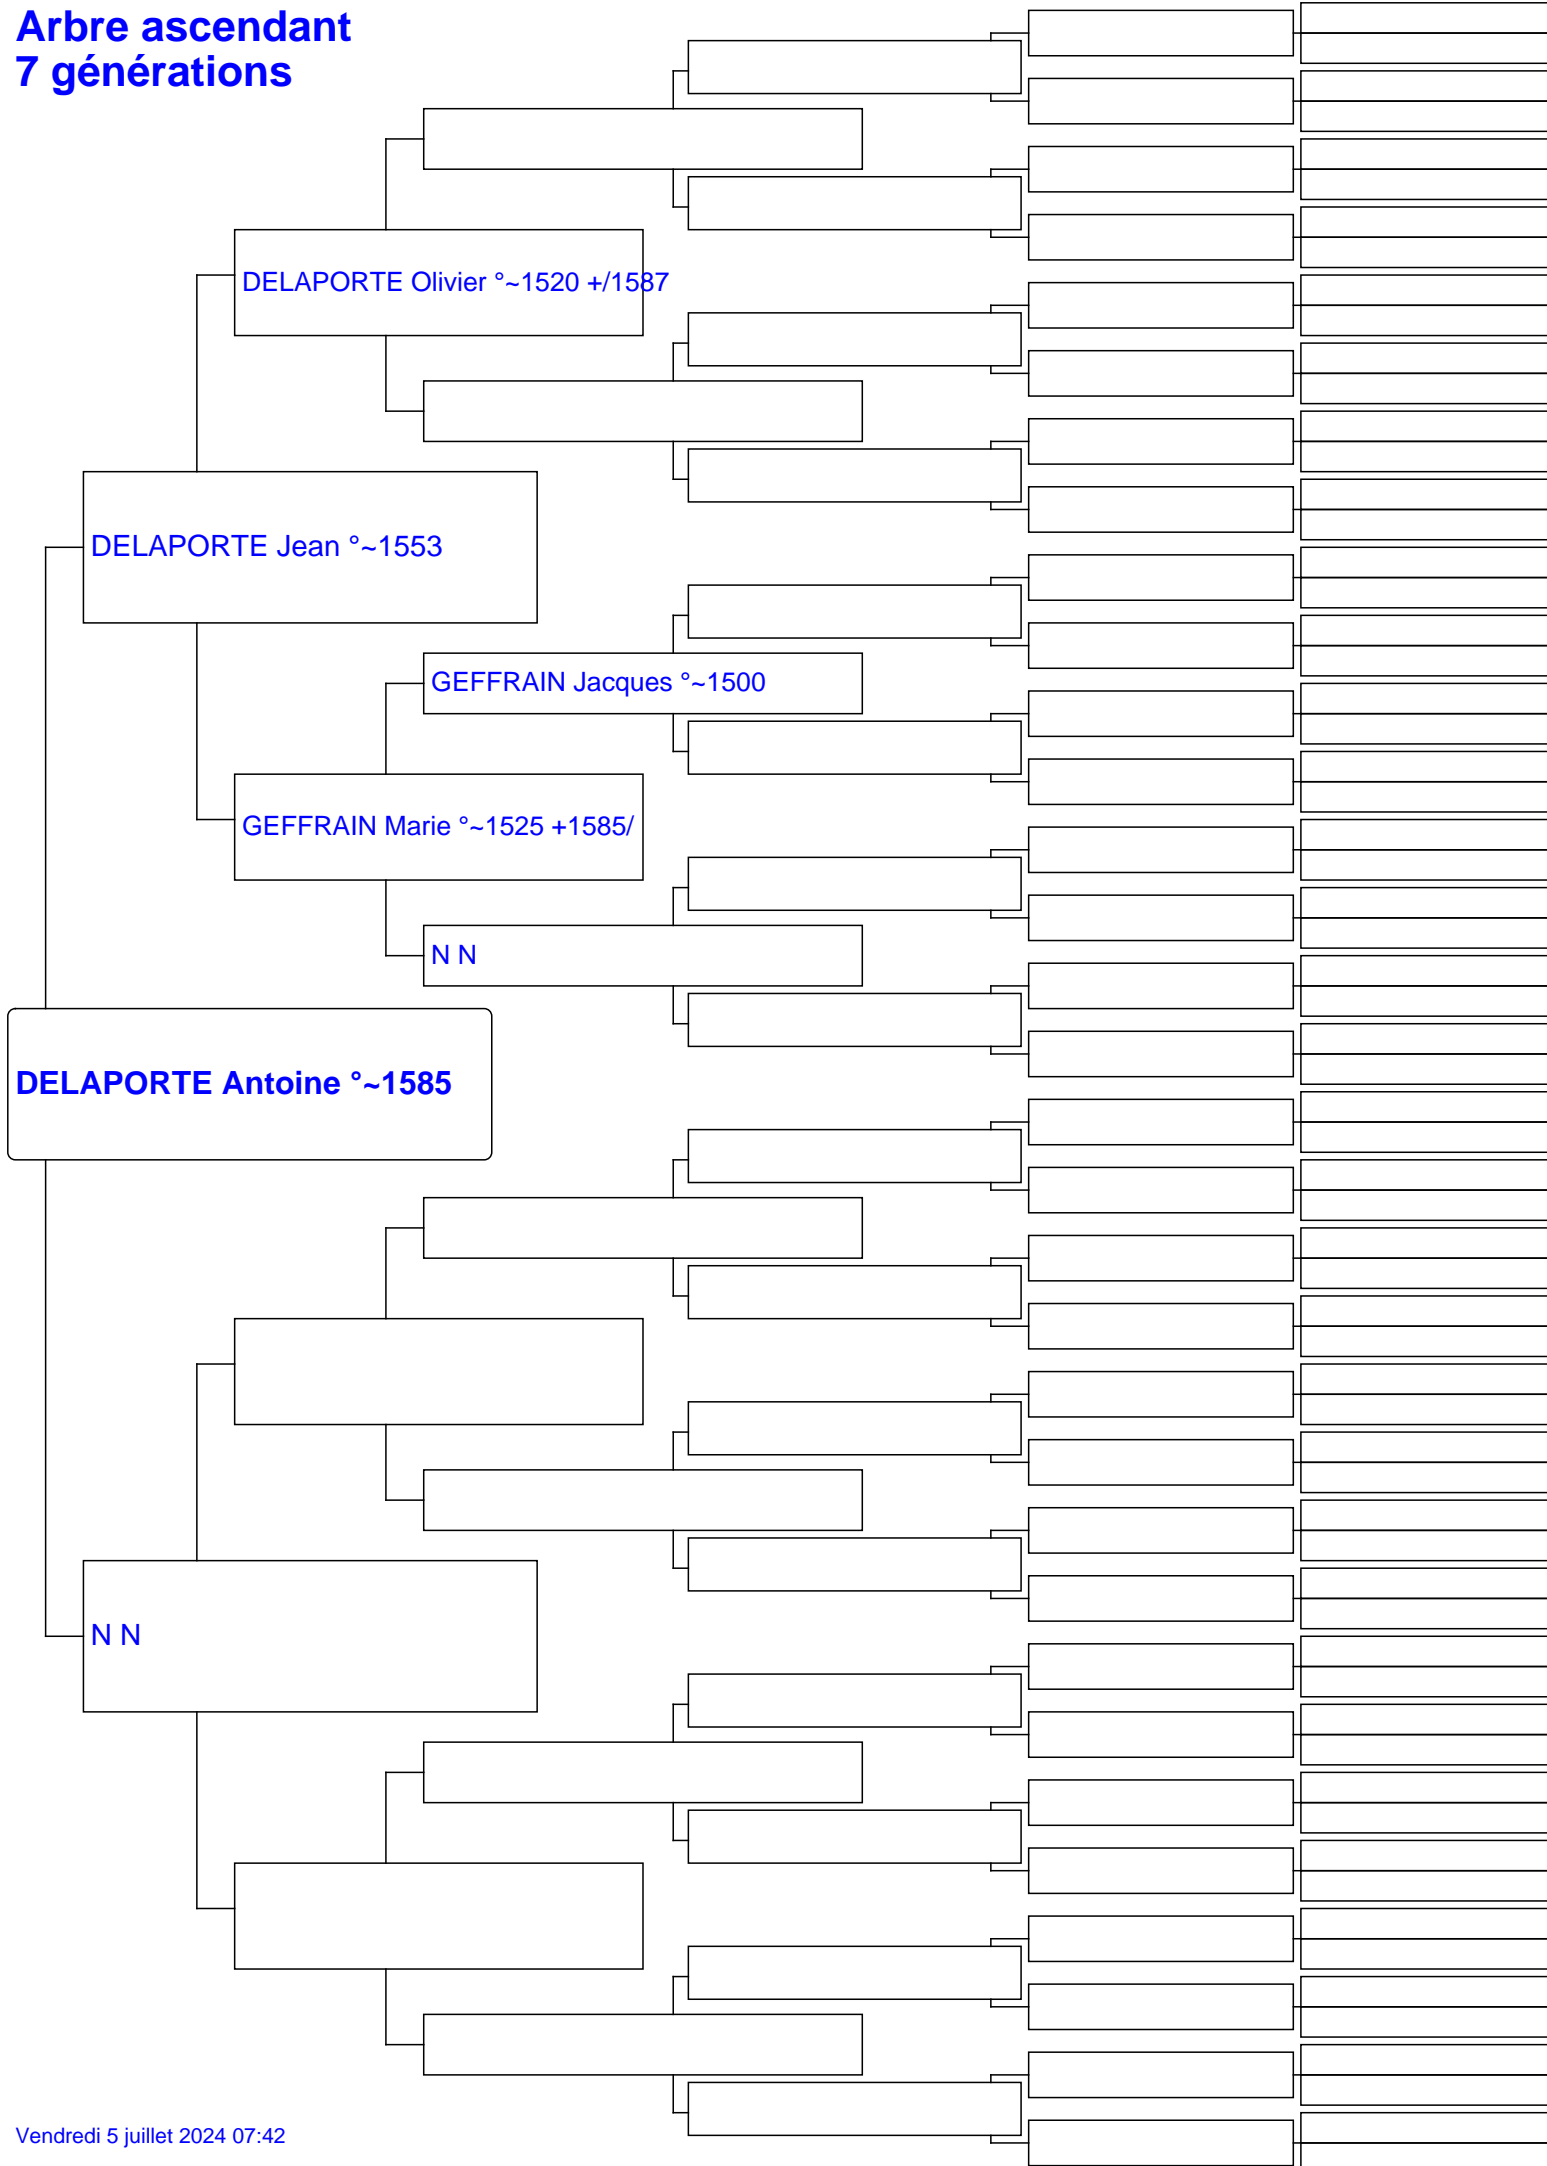 Arbre ascendant
7 générations
DELAPORTE Olivier °~1520 +/1587
DELAPORTE Jean °~1553
GEFFRAIN Jacques °~1500
GEFFRAIN Marie °~1525 +1585/
N N
DELAPORTE Antoine °~1585
N N
Vendredi 5 juillet 2024 07:42